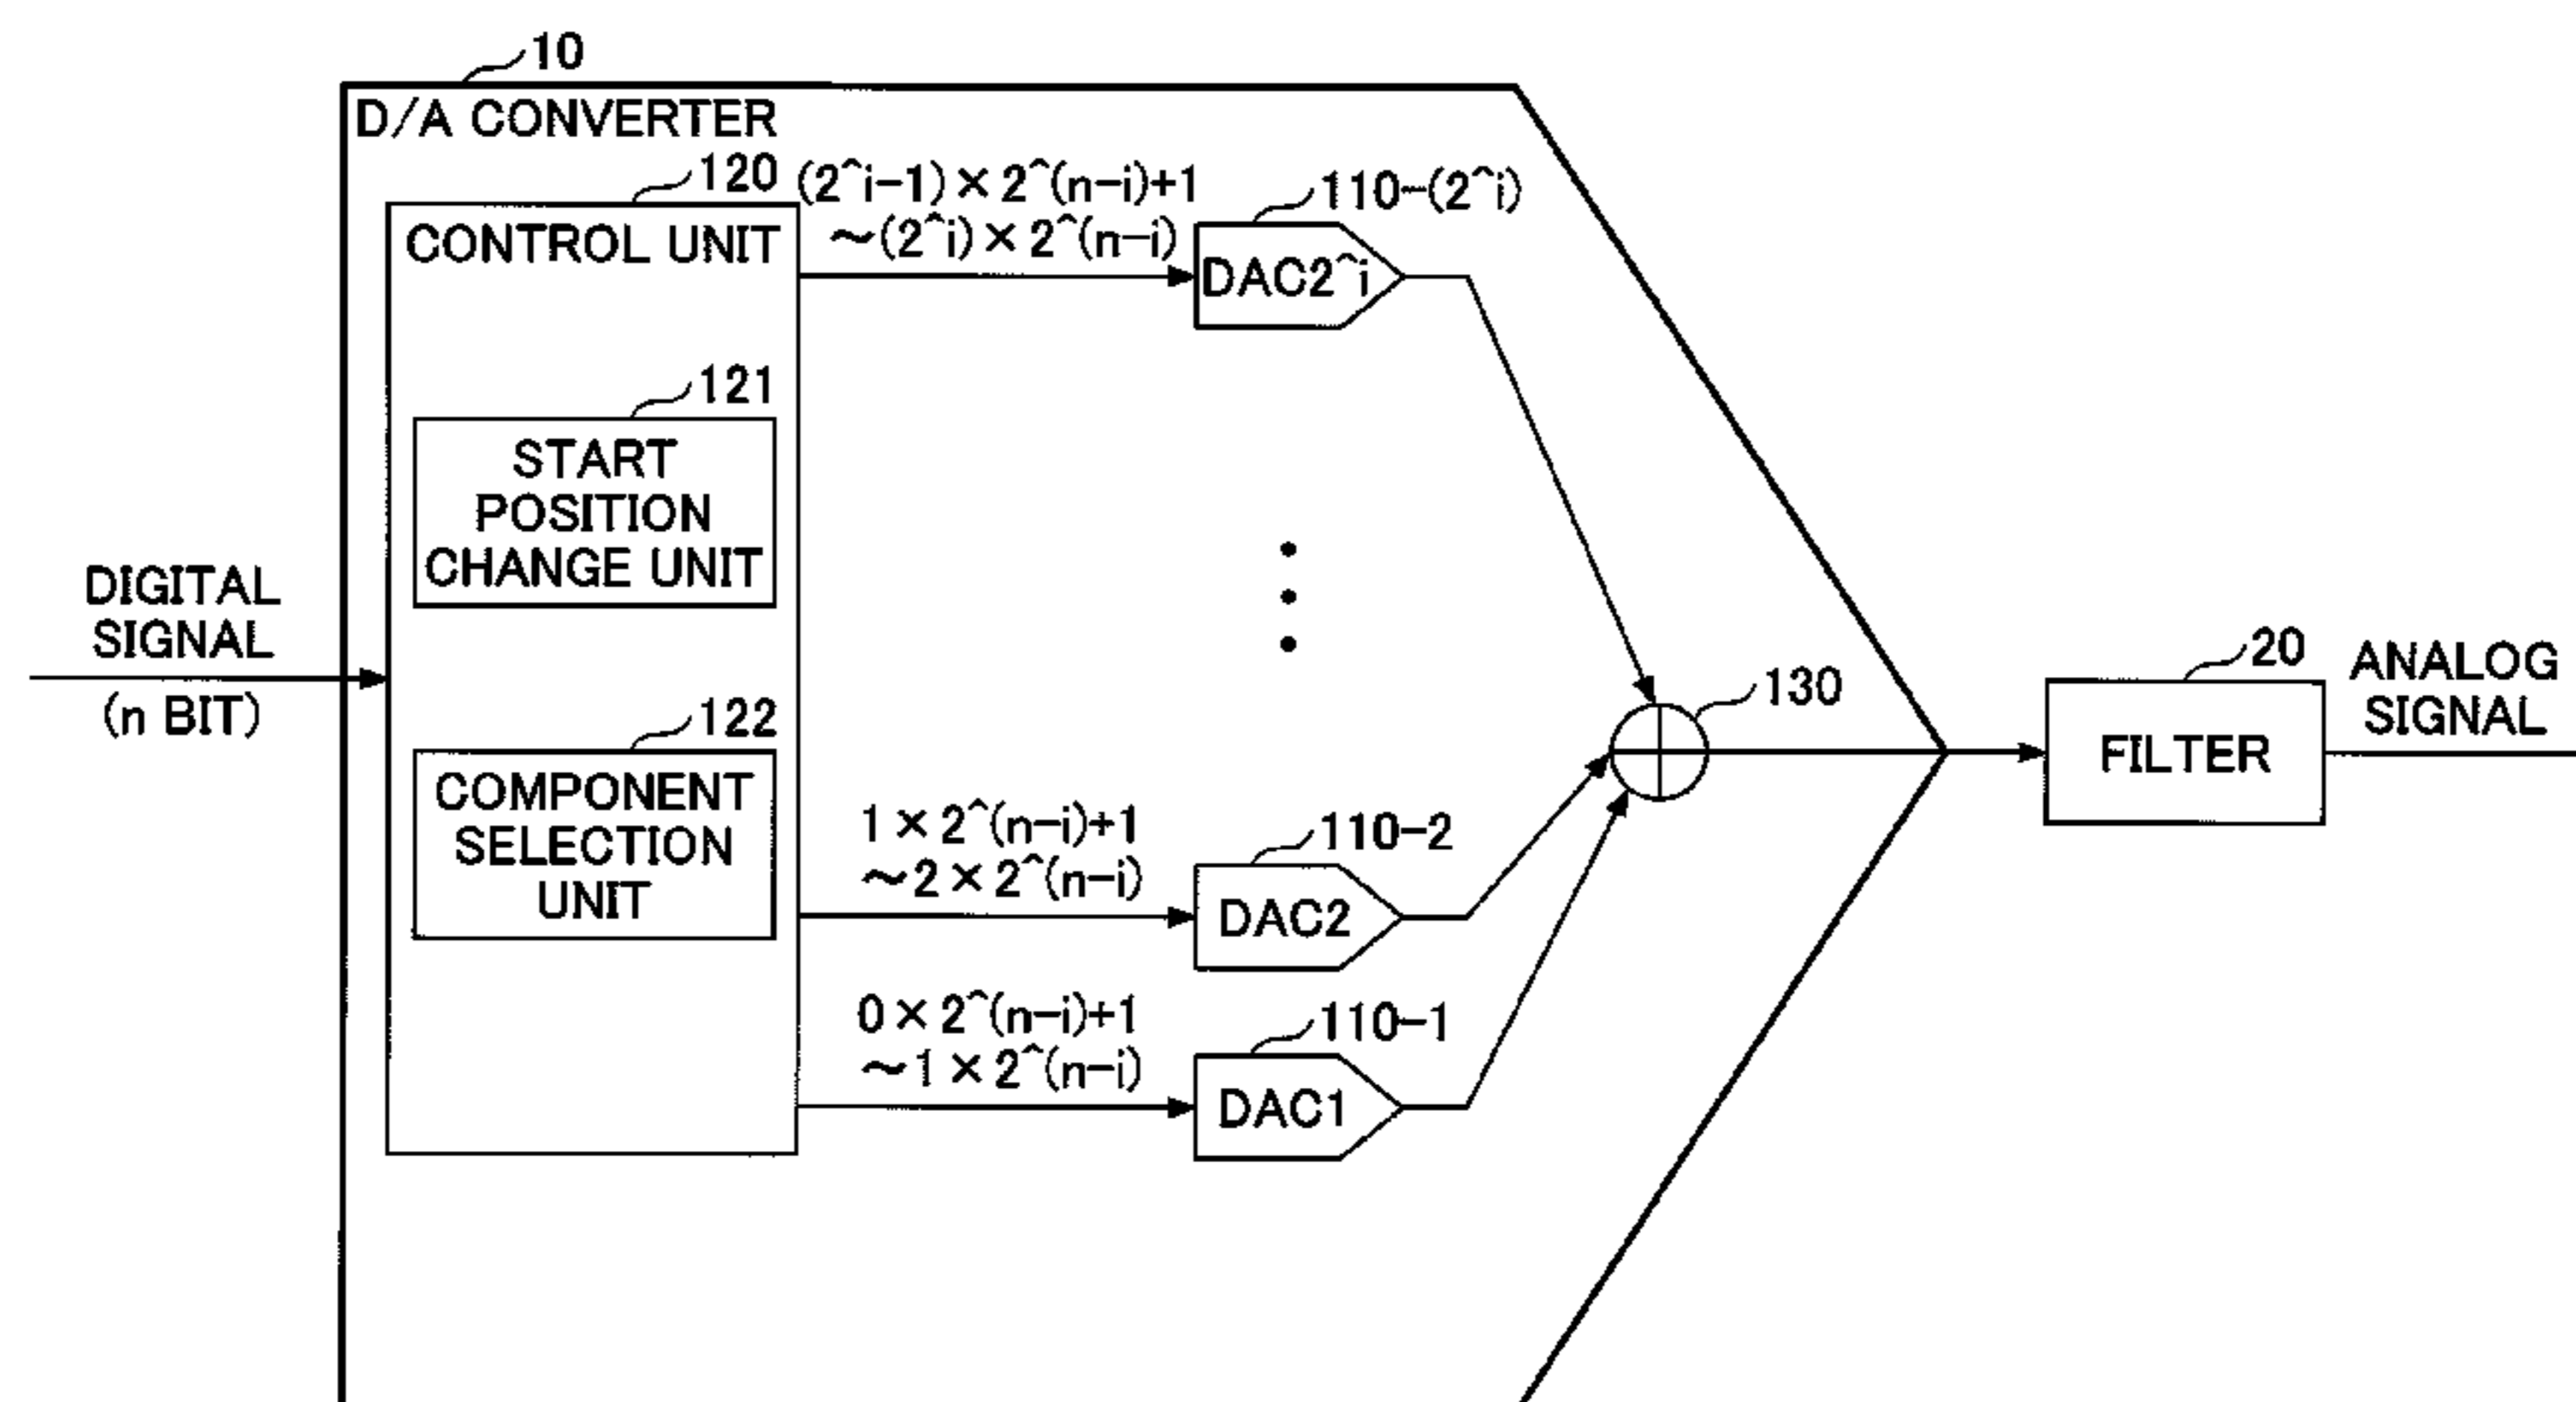 10
D/A CONVERTER
120
(2^i-1)×2^(n-i)+1
~(2^i)×2^(n-i)
110-(2^i)
CONTROL UNIT
DAC2^i
121
START
POSITION
CHANGE UNIT
DIGITAL
SIGNAL
(n BIT)
122
COMPONENT
SELECTION
UNIT
130
20
ANALOG
SIGNAL
FILTER
1×2^(n-i)+1
~2×2^(n-i)
110-2
DAC2
0×2^(n-i)+1
~1×2^(n-i)
110-1
DAC1